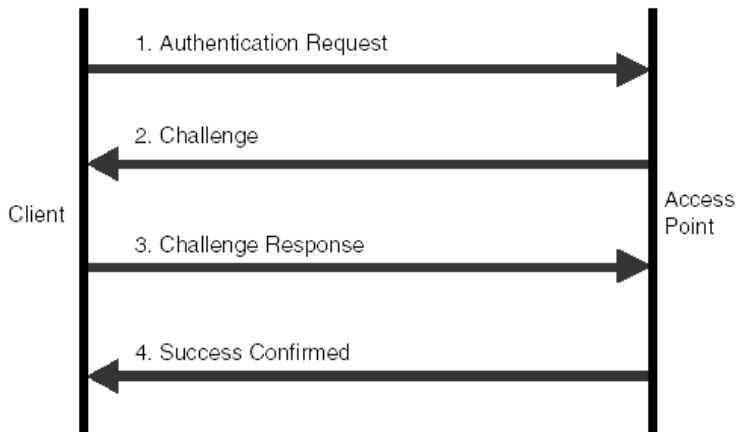 1. Authentication Request
2. Challenge
Client
Access
Point
3. Challenge Response
4. Success Confirmed